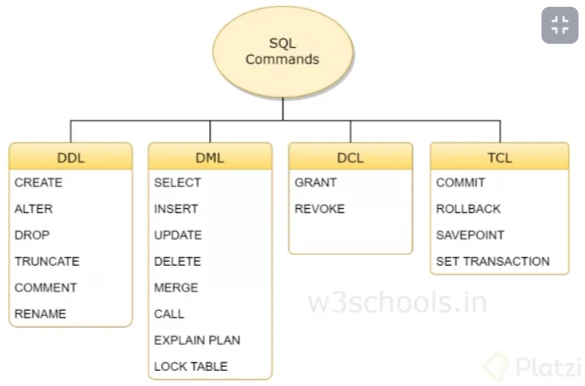 SQL
Commands
DDL
CREATE
ALTER
DROP
TRUNCATE
COMMENT
RENAME
DML
SELECT
INSERT
UPDATE
DELETE
MERGE
CALL
EXPLAIN PLAN
LOCK TABLE
DCL
GRANT
REVOKE
TCL
COMMIT
ROLLBACK
SAVEPOINT
SET TRANSACTION
w3schools.in
Platzi